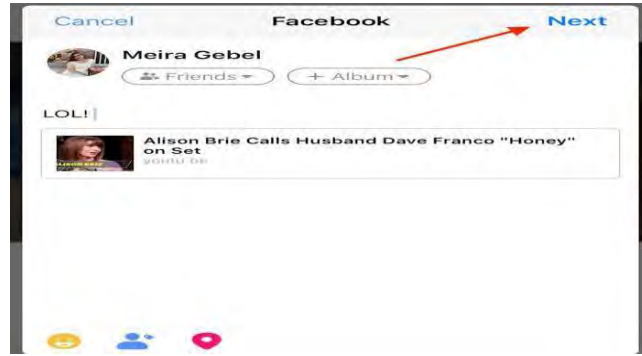 Cancel Facebook Next
Meira Gebel
Friends + Album
LOL!
Alison Brie Calls Husband Dave Franco "Honey"
on Set
youtu.be